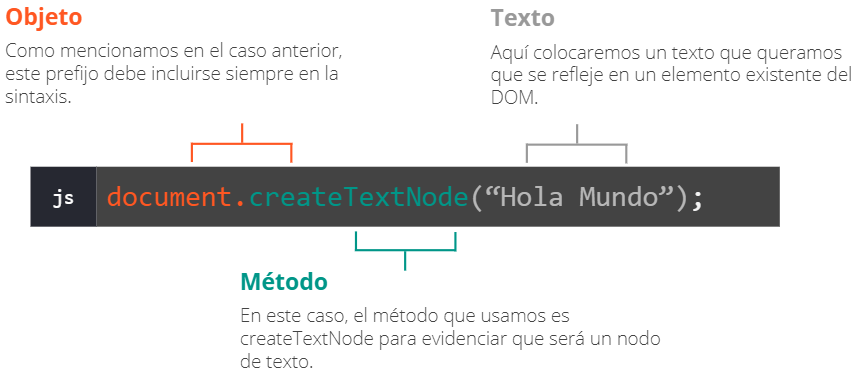 Objeto
Como mencionamos en el caso anterior,
este prefijo debe incluirse siempre en la
sintaxis.
Texto
Aquí colocaremos un texto que queramos
que se refleje en un elemento existente del
DOM.
js
document.createTextNode(“Hola Mundo”);
Método
En este caso, el método que usamos es
createTextNode para evidenciar que será un nodo
de texto.